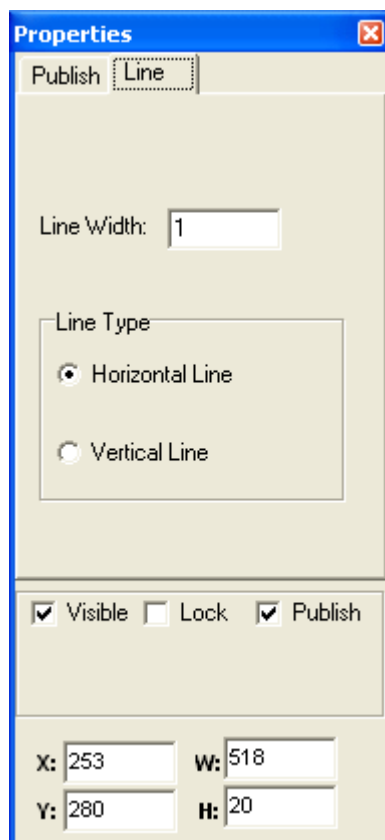 Properties
Publish Line
Line Width: 1
Line Type
Horizontal Line
Vertical Line
Visible Lock Publish
X: 253 W: 518
Y: 280 H: 20